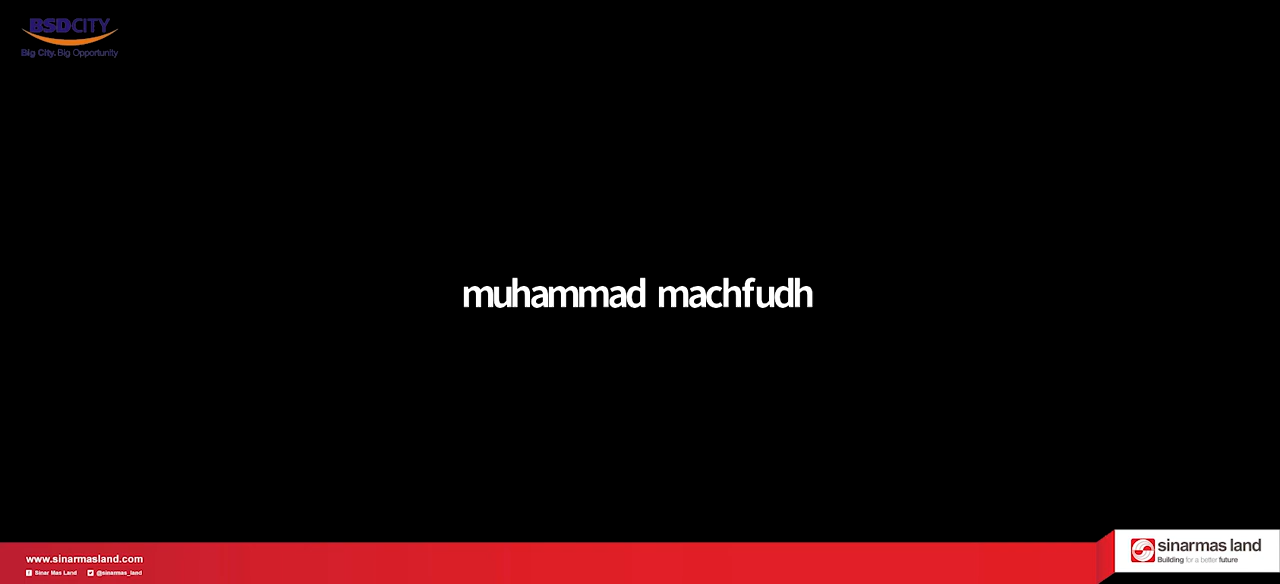 BSDCITY
Big City. Big Opportunity
muhammad machfudh
www.sinarmasland.com
Sinar Mas Land @sinarmas_land
sinarmas land
Building for a better future